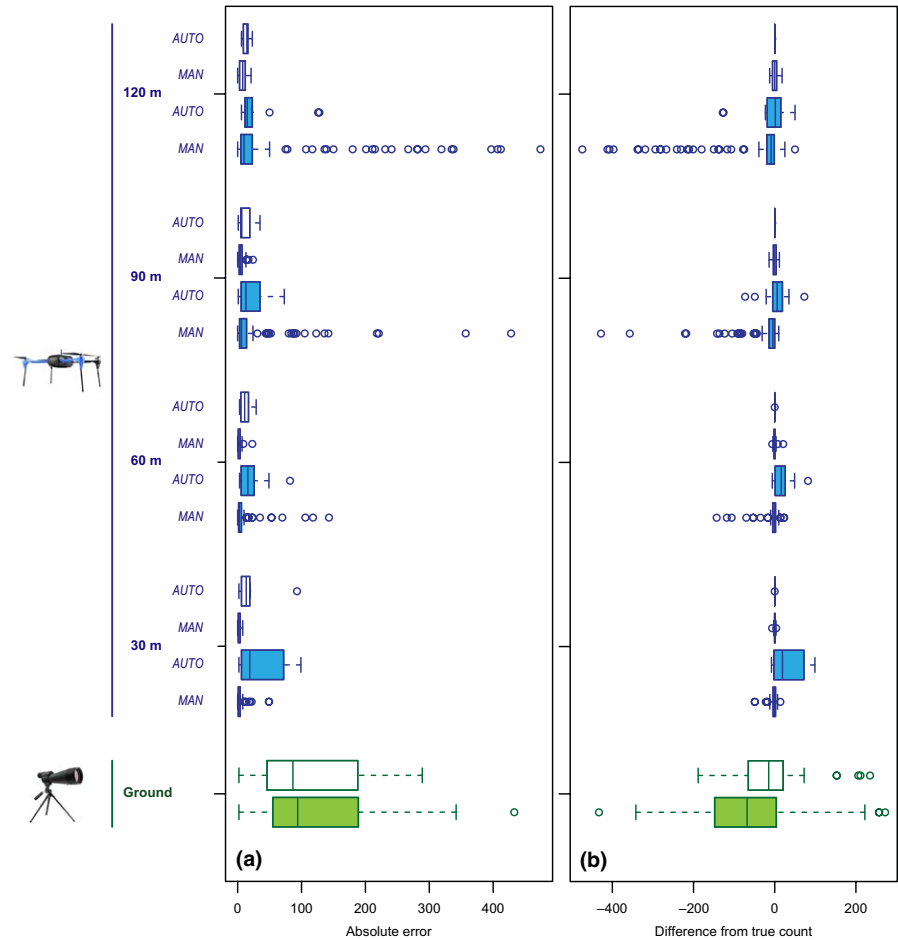 AUTO
MAN
120 m
AUTO
MAN
AUTO
MAN
90 m
AUTO
MAN
AUTO
MAN
60 m
AUTO
MAN
AUTO
MAN
30 m
AUTO
MAN
Ground
(a)
(b)
0 100 200 300 400
–400 –200 0 200
Absolute error
Difference from true count